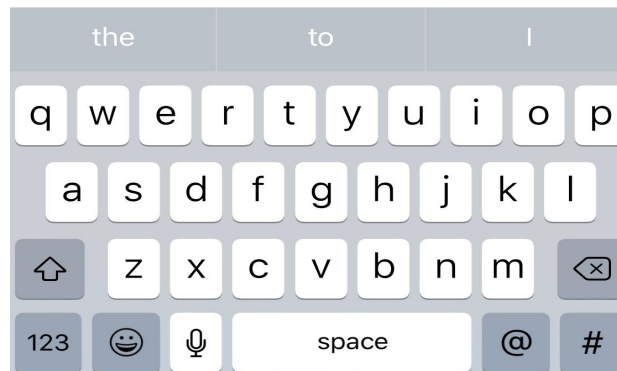 the to I
q w e r t y u i o p
a s d f g h j k l
z x c v b n m
123 space @ #